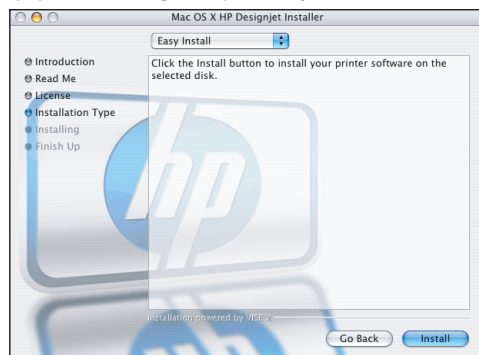 Mac OS X HP Designjet Installer
Easy Install
Introduction
Read Me
License
Installation Type
Installing
Finish Up
Click the Install button to install your printer software on the
selected disk.
hp
Installation powered by VISE X
Go Back
Install